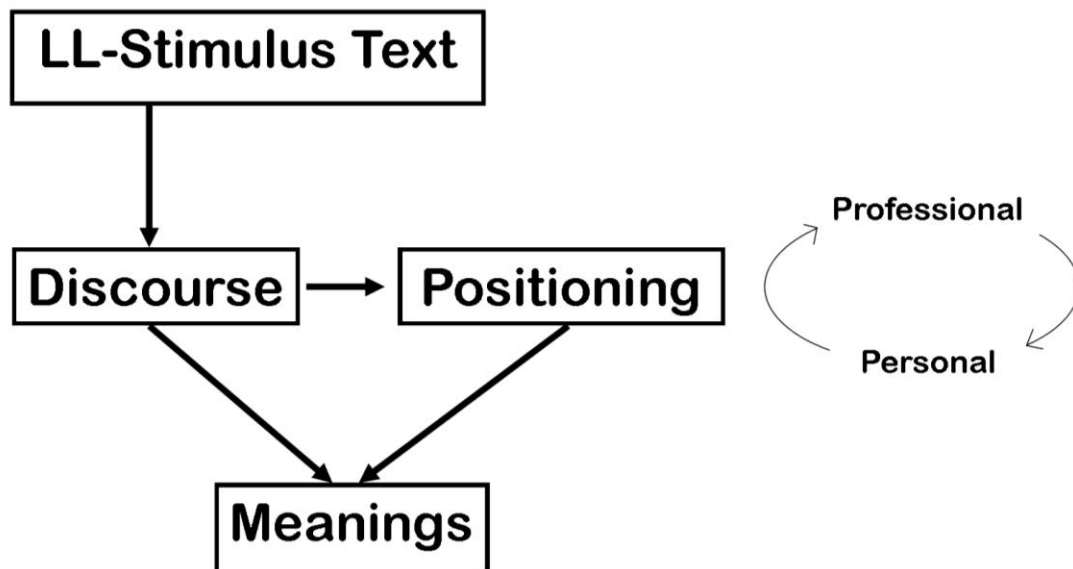 LL-Stimulus Text
Professional
Discourse
Positioning
Personal
Meanings